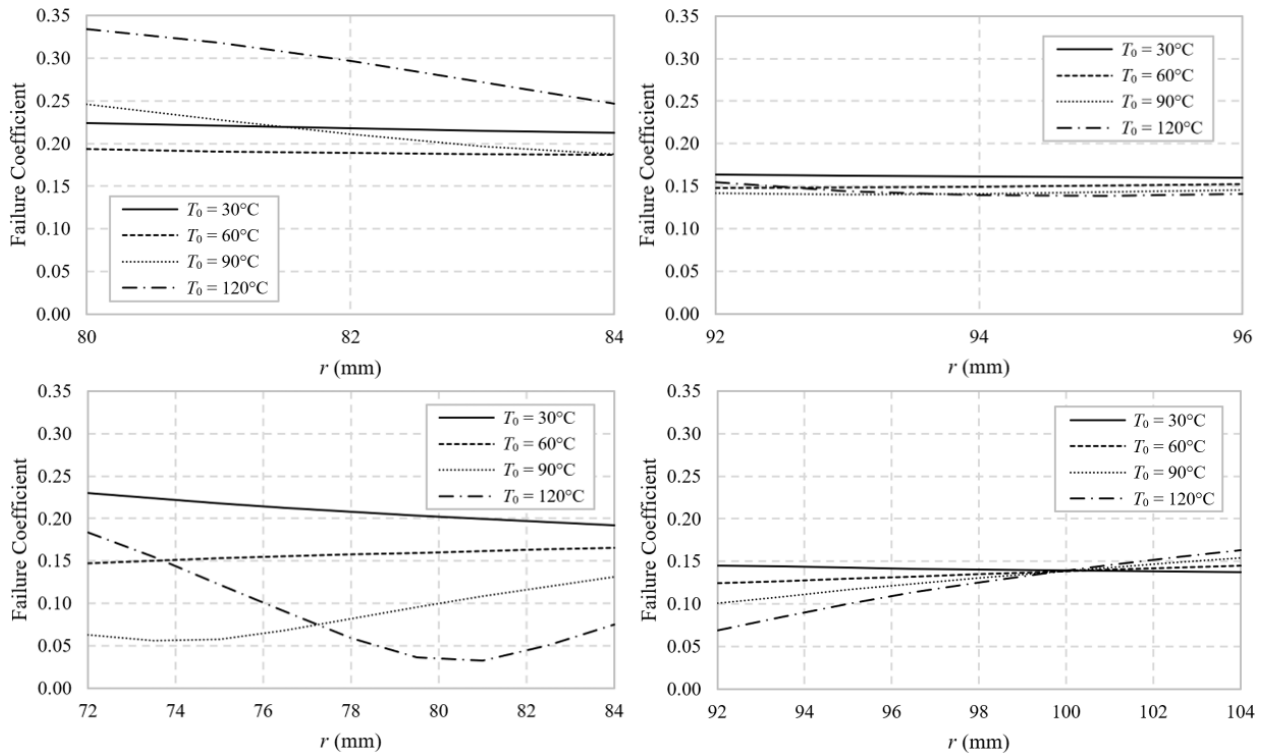 0.35
0.30
0.25
0.20
0.15
0.10
0.05
0.00
Failure Coefficient
T0 = 30°C
T0 = 60°C
T0 = 90°C
T0 = 120°C
80 82 84
r (mm)
0.35
0.30
0.25
0.20
0.15
0.10
0.05
0.00
Failure Coefficient
T0 = 30°C
T0 = 60°C
T0 = 90°C
T0 = 120°C
92 94 96
r (mm)
0.35
0.30
0.25
0.20
0.15
0.10
0.05
0.00
Failure Coefficient
T0 = 30°C
T0 = 60°C
T0 = 90°C
T0 = 120°C
72 74 76 78 80 82 84
r (mm)
0.35
0.30
0.25
0.20
0.15
0.10
0.05
0.00
Failure Coefficient
T0 = 30°C
T0 = 60°C
T0 = 90°C
T0 = 120°C
92 94 96 98 100 102 104
r (mm)